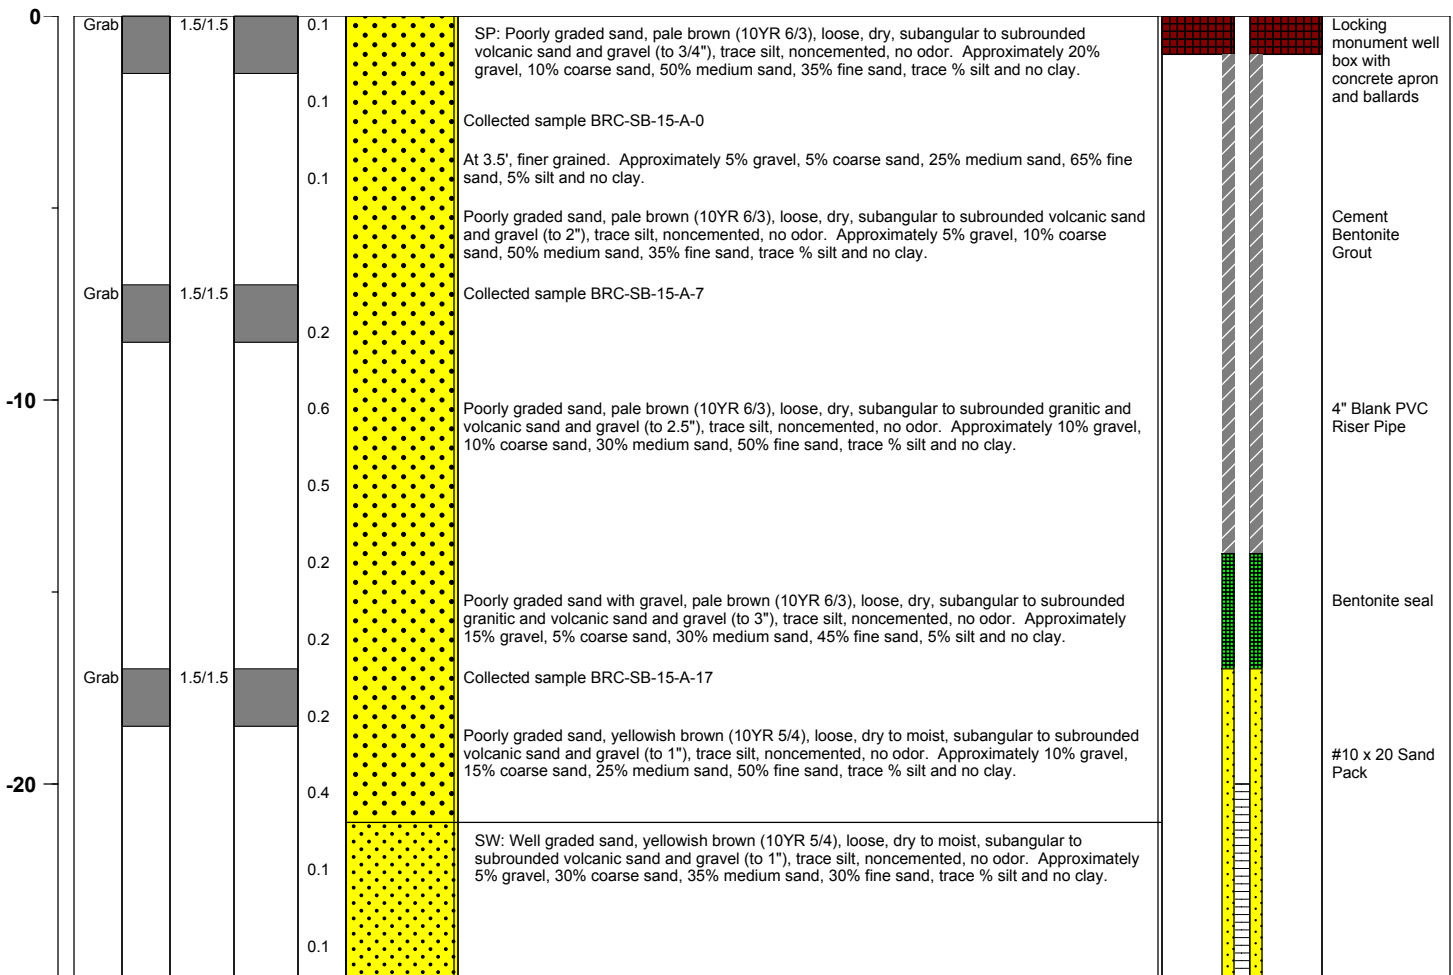 0
Grab
1.5/1.5
0.1
SP: Poorly graded sand, pale brown (10YR 6/3), loose, dry, subangular to subrounded
volcanic sand and gravel (to 3/4"), trace silt, noncemented, no odor. Approximately 20%
gravel, 10% coarse sand, 50% medium sand, 35% fine sand, trace % silt and no clay.
Locking
monument well
box with
concrete apron
and ballards
0.1
Collected sample BRC-SB-15-A-0
0.1
At 3.5', finer grained. Approximately 5% gravel, 5% coarse sand, 25% medium sand, 65% fine
sand, 5% silt and no clay.
Poorly graded sand, pale brown (10YR 6/3), loose, dry, subangular to subrounded volcanic sand
and gravel (to 2"), trace silt, noncemented, no odor. Approximately 5% gravel, 10% coarse
sand, 50% medium sand, 35% fine sand, trace % silt and no clay.
Cement
Bentonite
Grout
Grab
1.5/1.5
Collected sample BRC-SB-15-A-7
0.2
-10
0.6
Poorly graded sand, pale brown (10YR 6/3), loose, dry, subangular to subrounded granitic and
volcanic sand and gravel (to 2.5"), trace silt, noncemented, no odor. Approximately 10% gravel,
10% coarse sand, 30% medium sand, 50% fine sand, trace % silt and no clay.
4" Blank PVC
Riser Pipe
0.5
0.2
Poorly graded sand with gravel, pale brown (10YR 6/3), loose, dry, subangular to subrounded
granitic and volcanic sand and gravel (to 3"), trace silt, noncemented, no odor. Approximately
15% gravel, 5% coarse sand, 30% medium sand, 45% fine sand, 5% silt and no clay.
Bentonite seal
0.2
Grab
1.5/1.5
Collected sample BRC-SB-15-A-17
0.2
Poorly graded sand, yellowish brown (10YR 5/4), loose, dry to moist, subangular to subrounded
volcanic sand and gravel (to 1"), trace silt, noncemented, no odor. Approximately 10% gravel,
15% coarse sand, 25% medium sand, 50% fine sand, trace % silt and no clay.
#10 x 20 Sand
Pack
-20
0.4
SW: Well graded sand, yellowish brown (10YR 5/4), loose, dry to moist, subangular to
subrounded volcanic sand and gravel (to 1"), trace silt, noncemented, no odor. Approximately
5% gravel, 30% coarse sand, 35% medium sand, 30% fine sand, trace % silt and no clay.
0.1
0.1